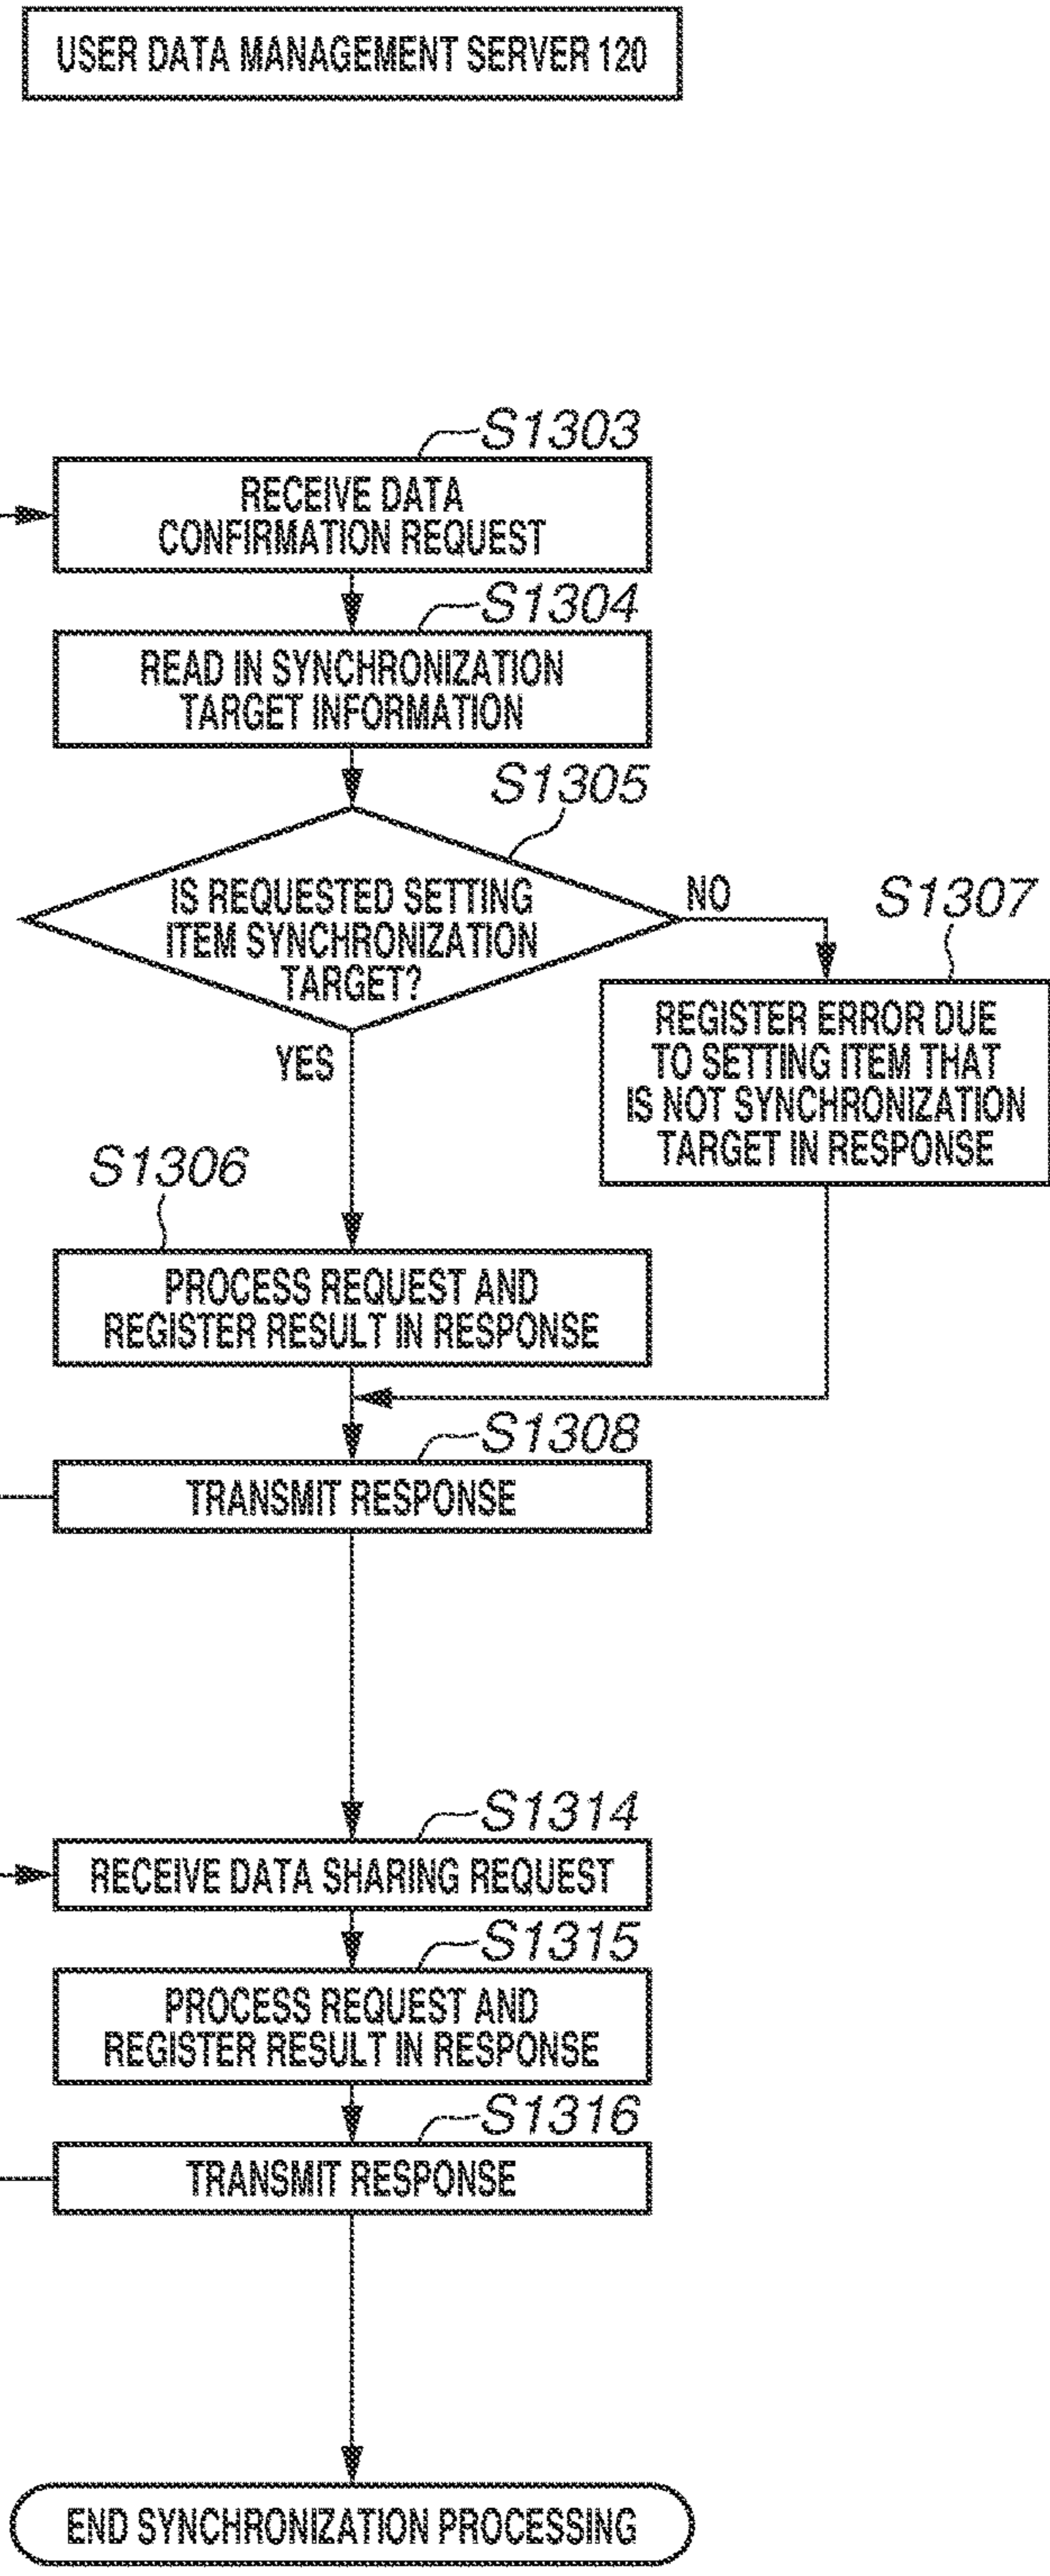 USER DATA MANAGEMENT SERVER 120
S1303
RECEIVE DATA
CONFIRMATION REQUEST
S1304
READ IN SYNCHRONIZATION
TARGET INFORMATION
S1305
IS REQUESTED SETTING
ITEM SYNCHRONIZATION
TARGET?
NO
YES
S1307
REGISTER ERROR DUE
TO SETTING ITEM THAT
IS NOT SYNCHRONIZATION
TARGET IN RESPONSE
S1306
PROCESS REQUEST AND
REGISTER RESULT IN RESPONSE
S1308
TRANSMIT RESPONSE
S1314
RECEIVE DATA SHARING REQUEST
S1315
PROCESS REQUEST AND
REGISTER RESULT IN RESPONSE
S1316
TRANSMIT RESPONSE
END SYNCHRONIZATION PROCESSING